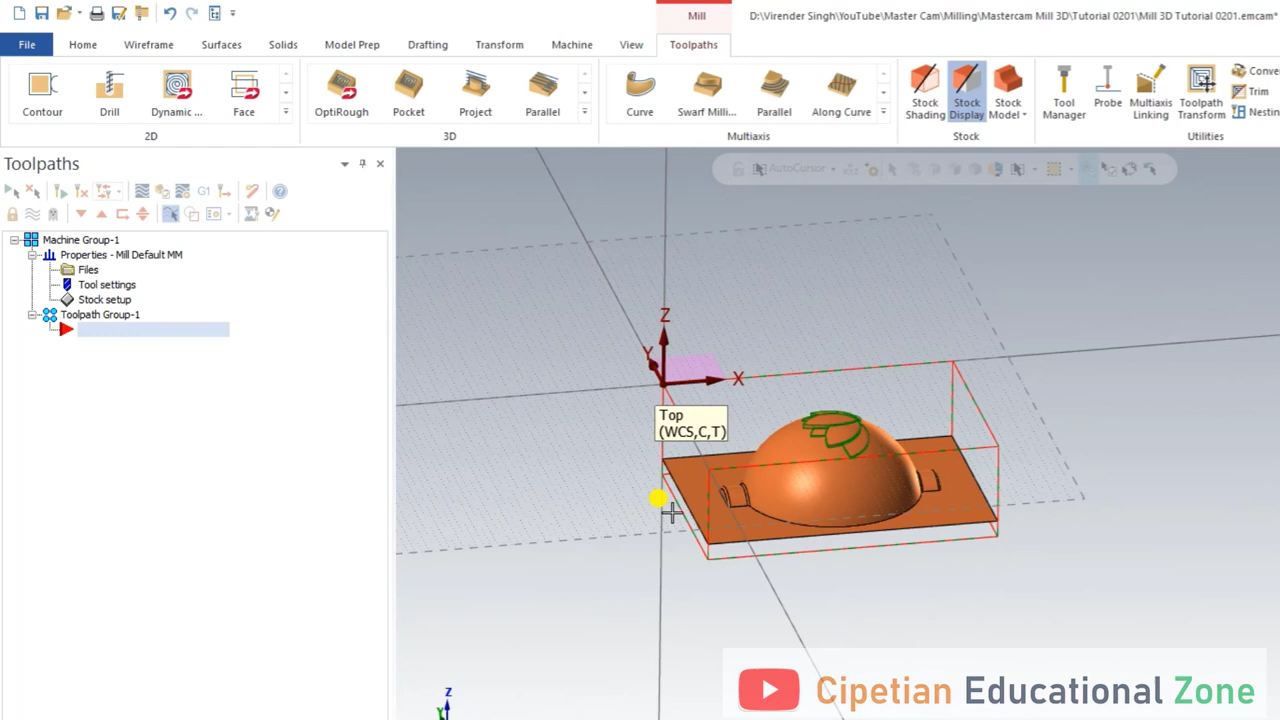 Mill
D:\Virender Singh\YouTube\Master Cam\Milling\Mastercam Mill 3D\Tutorial 0201\Mill 3D Tutorial 0201.emcam*
File Home Wireframe Surfaces Solids Model Prep Drafting Transform Machine View Toolpaths
Contour Drill Dynamic ... Face
OptiRough Pocket Project Parallel
Curve Swarf Milli... Parallel Along Curve
Stock Shading
Stock Display
Stock Model
Tool Manager
Probe
Multiaxis Linking
Toolpath Transform
Conver
Trim
Nestin
2D 3D Multiaxis Stock Utilities
Toolpaths
AutoCursor
G1
Machine Group-1
Properties - Mill Default MM
Files
Tool settings
Stock setup
Toolpath Group-1
Z
Y
X
Top
(WCS,C,T)
Z
Cipetian Educational Zone